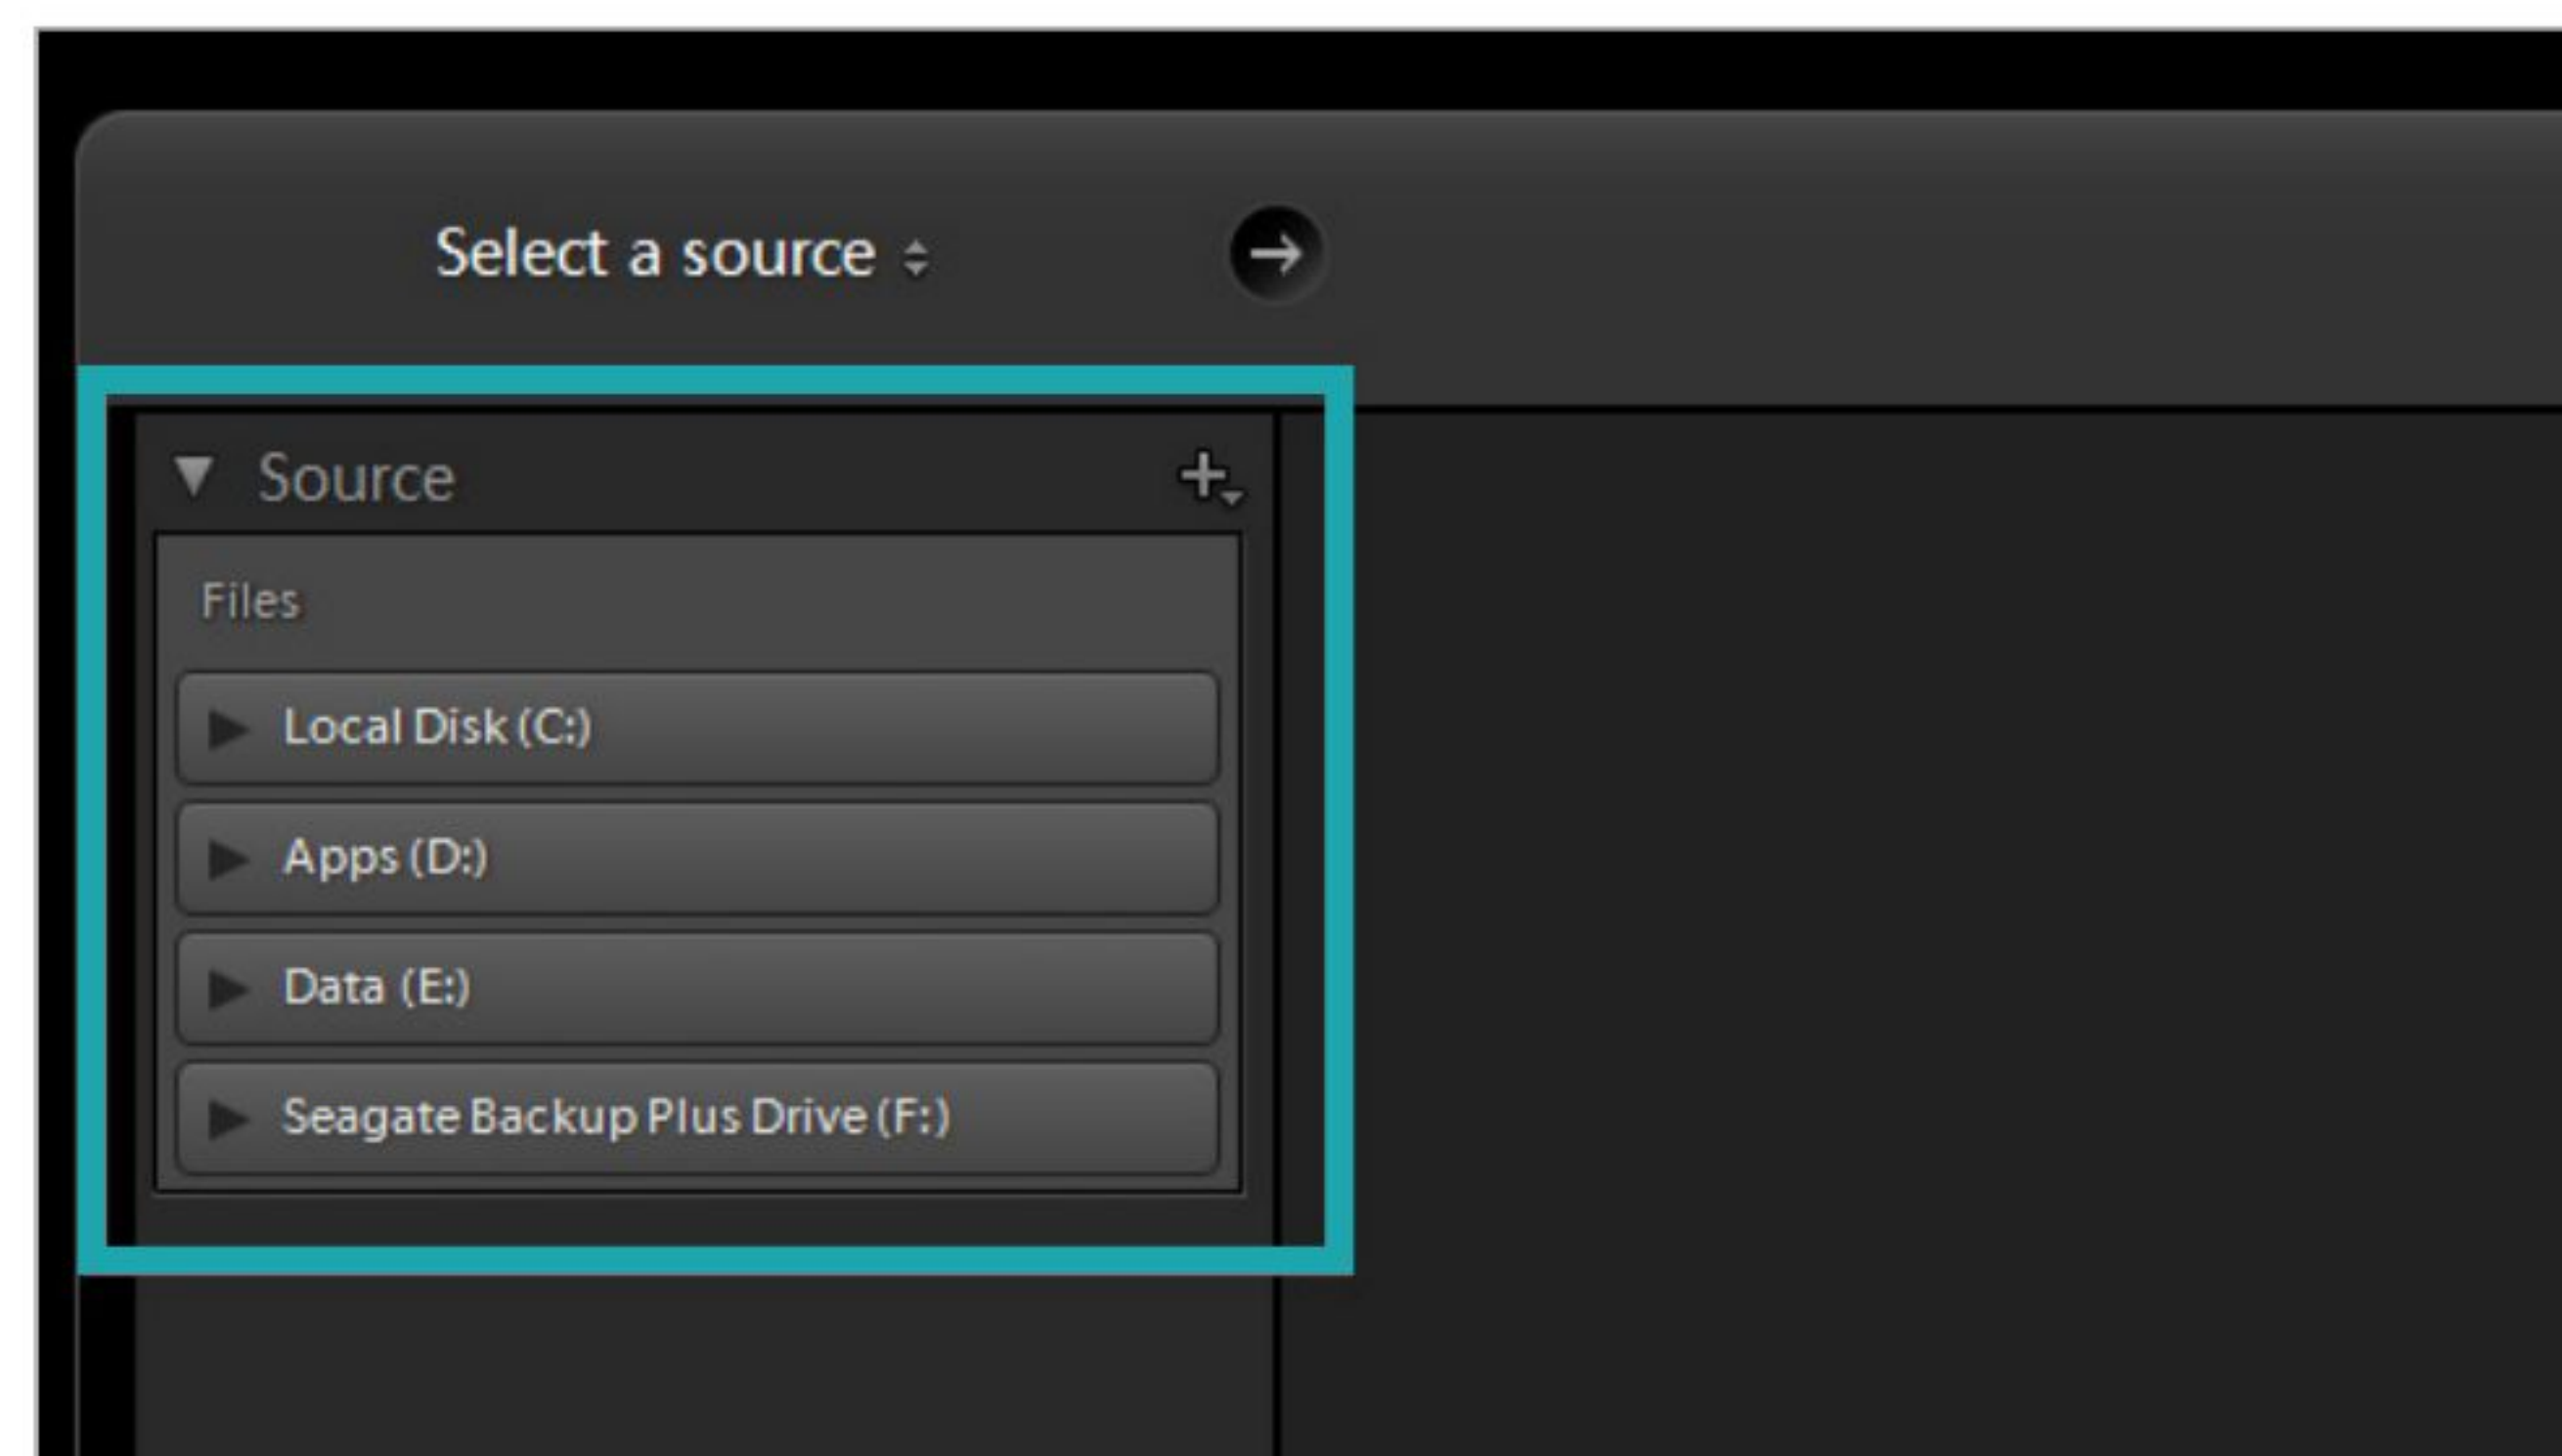 Select a source
Source
Files
Local Disk (C:)
Apps (D:)
Data (E:)
Seagate Backup Plus Drive (F:)